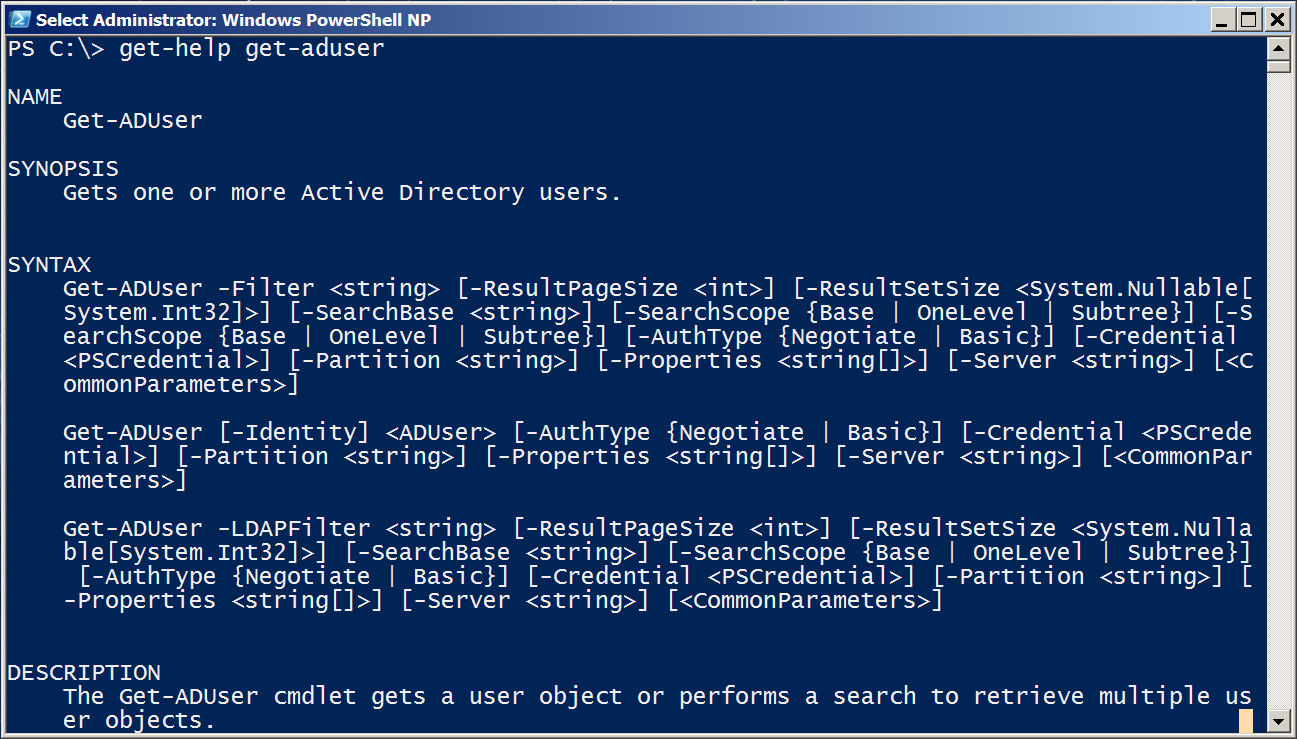 Select Administrator: Windows PowerShell NP
PS C:\> get-help get-aduser
NAME
Get-ADUser
SYNOPSIS
Gets one or more Active Directory users.
SYNTAX
Get-ADUser -Filter <string> [-ResultPageSize <int>] [-ResultSetSize <System.Nullable[
System.Int32]>] [-SearchBase <string>] [-SearchScope {Base | OneLevel | Subtree}] [-S
earchScope {Base | OneLevel | Subtree}] [-AuthType {Negotiate | Basic}] [-Credential
<PSCredential>] [-Partition <string>] [-Properties <string[]>] [-Server <string>] [<C
ommonParameters>]
Get-ADUser [-Identity] <ADUser> [-AuthType {Negotiate | Basic}] [-Credential <PSCrede
ntial>] [-Partition <string>] [-Properties <string[]>] [-Server <string>] [<CommonPar
ameters>]
Get-ADUser -LDAPFilter <string> [-ResultPageSize <int>] [-ResultSetSize <System.Nulla
ble[System.Int32]>] [-SearchBase <string>] [-SearchScope {Base | OneLevel | Subtree}]
[-AuthType {Negotiate | Basic}] [-Credential <PSCredential>] [-Partition <string>] [
-Properties <string[]>] [-Server <string>] [<CommonParameters>]
DESCRIPTION
The Get-ADUser cmdlet gets a user object or performs a search to retrieve multiple us
er objects.